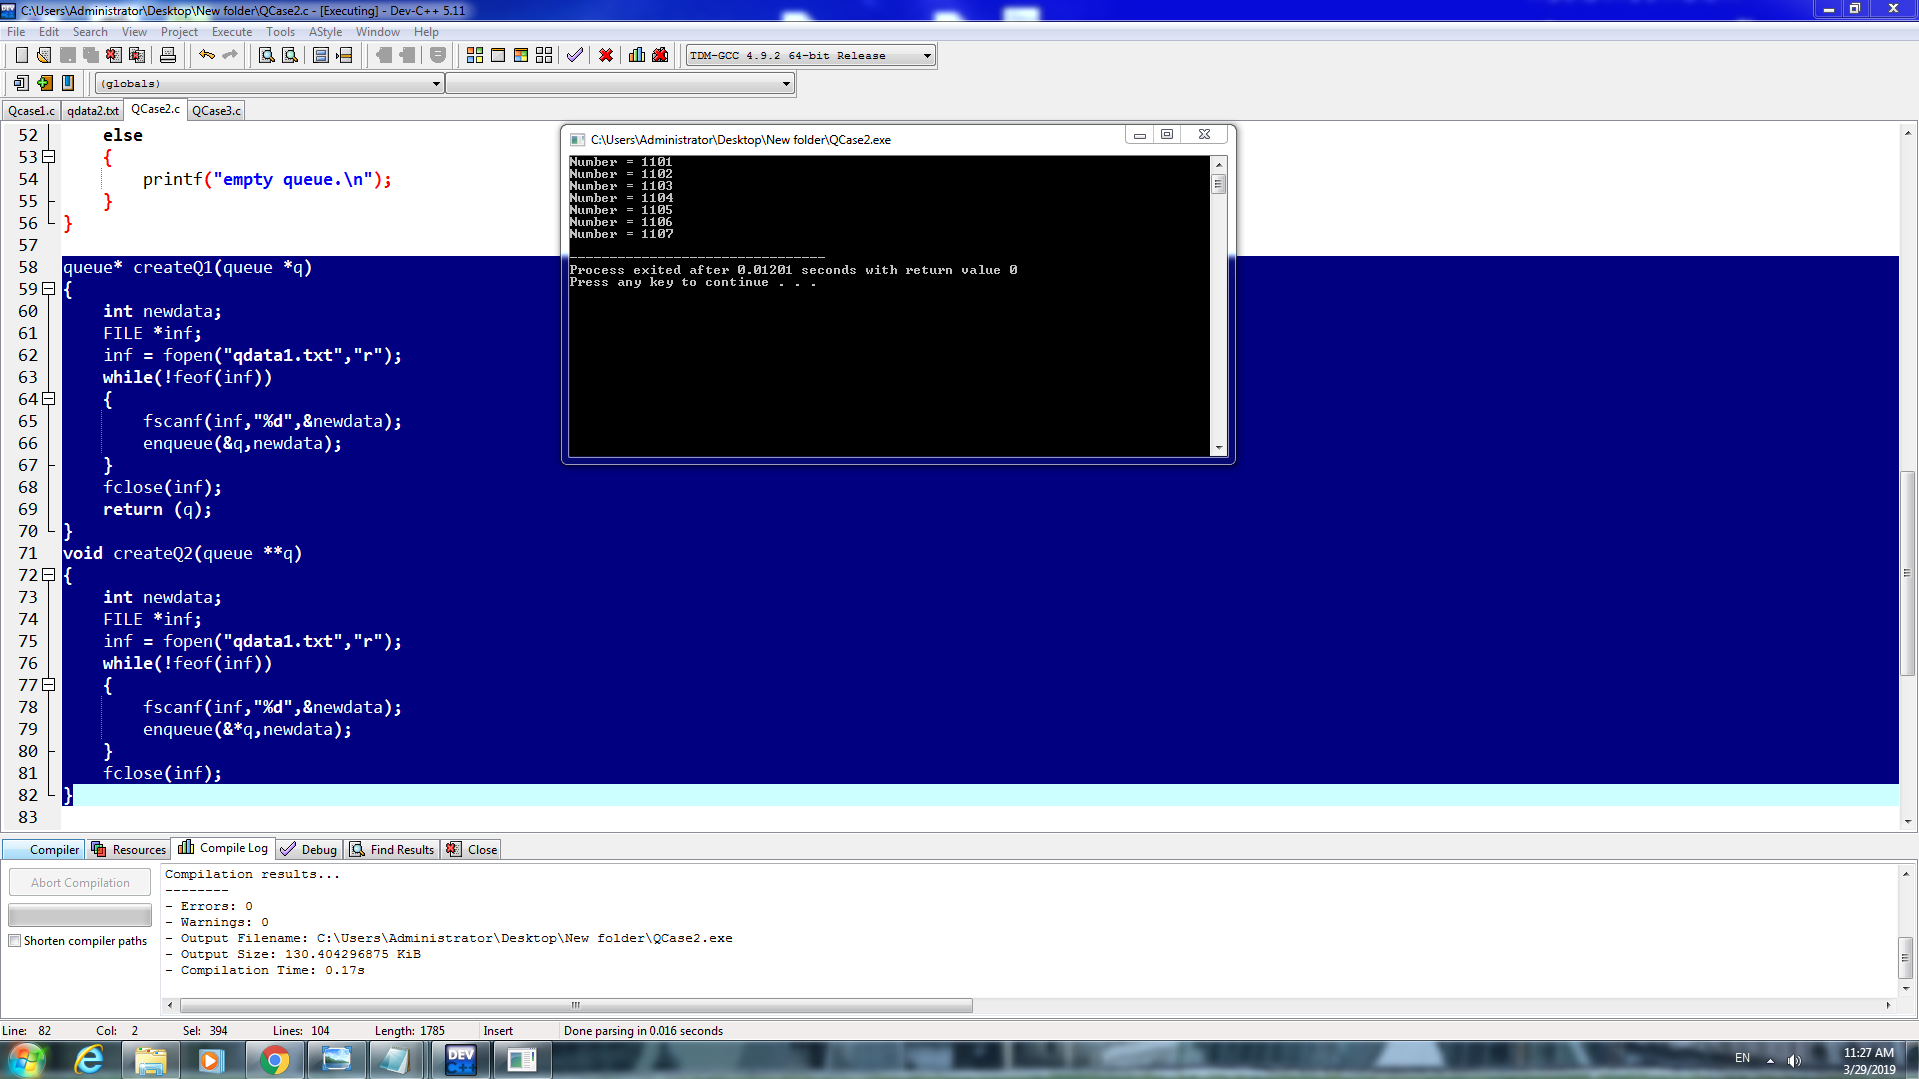 C:\Users\Administrator\Desktop\New folder\QCase2.c - [Executing] - Dev-C++ 5.11
File Edit Search View Project Execute Tools AStyle Window Help
TDM-GCC 4.9.2 64-bit Release
(globals)
Qcase1.c qdata2.txt QCase2.c QCase3.c
52 else
53 {
54 printf("empty queue.\n");
55 }
56 }
57
58 queue* createQ1(queue *q)
59 {
60 int newdata;
61 FILE *inf;
62 inf = fopen("qdata1.txt","r");
63 while(!feof(inf))
64 {
65 fscanf(inf,"%d",&newdata);
66 enqueue(&q,newdata);
67 }
68 fclose(inf);
69 return (q);
70 }
71 void createQ2(queue **q)
72 {
73 int newdata;
74 FILE *inf;
75 inf = fopen("qdata1.txt","r");
76 while(!feof(inf))
77 {
78 fscanf(inf,"%d",&newdata);
79 enqueue(&*q,newdata);
80 }
81 fclose(inf);
82 }
83
C:\Users\Administrator\Desktop\New folder\QCase2.exe
Number = 1101
Number = 1102
Number = 1103
Number = 1104
Number = 1105
Number = 1106
Number = 1107
--------------------------------
Process exited after 0.01201 seconds with return value 0
Press any key to continue . . .
Compiler Resources Compile Log Debug Find Results Close
Abort Compilation
Shorten compiler paths
Compilation results...
--------
- Errors: 0
- Warnings: 0
- Output Filename: C:\Users\Administrator\Desktop\New folder\QCase2.exe
- Output Size: 130.404296875 KiB
- Compilation Time: 0.17s
Line: 82 Col: 2 Sel: 394 Lines: 104 Length: 1785 Insert Done parsing in 0.016 seconds
DEV
EN
11:27 AM
3/29/2019